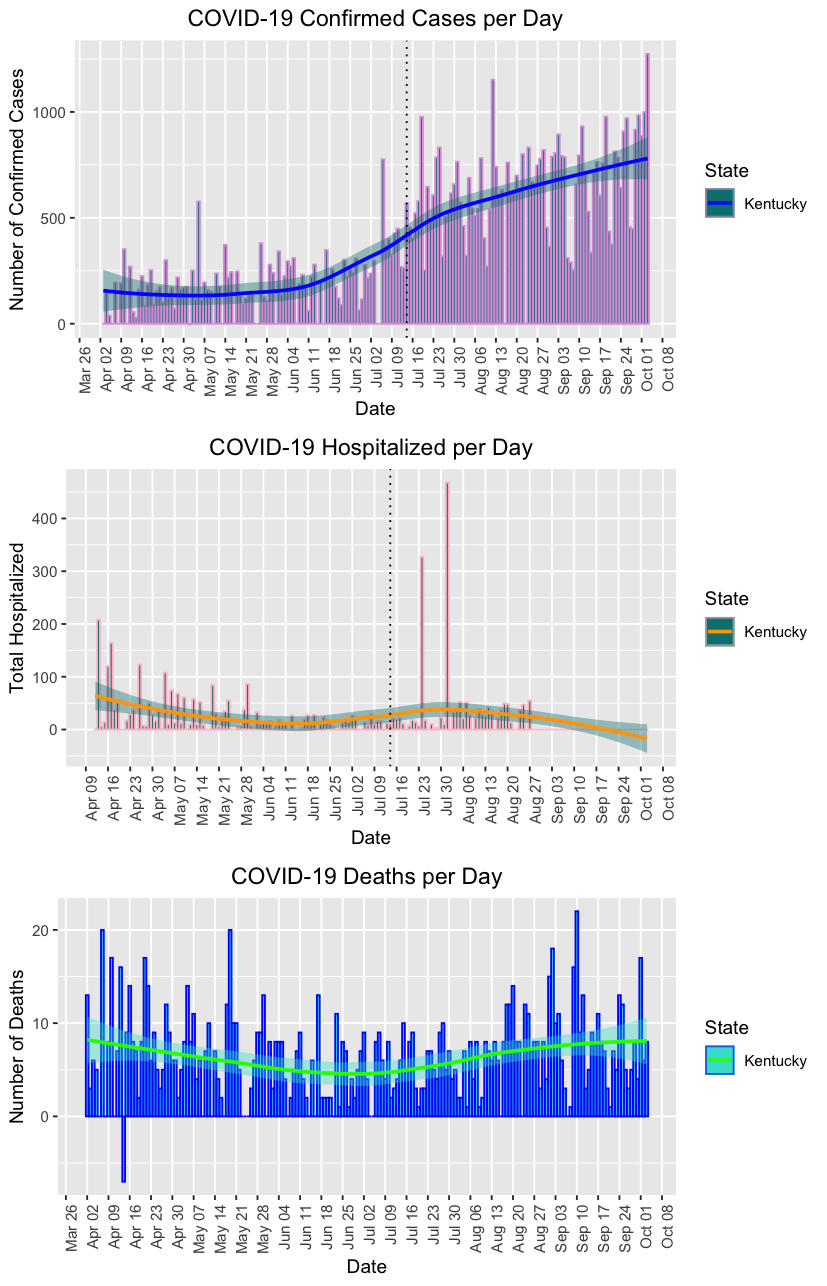 COVID-19 Confirmed Cases per Day
Number of Confirmed Cases
1000
500
0
Mar 26
Apr 02
Apr 09
Apr 16
Apr 23
Apr 30
May 07
May 14
May 21
May 28
Jun 04
Jun 11
Jun 18
Jun 25
Jul 02
Jul 09
Jul 16
Jul 23
Jul 30
Aug 06
Aug 13
Aug 20
Aug 27
Sep 03
Sep 10
Sep 17
Sep 24
Oct 01
Oct 08
Date
State
Kentucky
COVID-19 Hospitalized per Day
Total Hospitalized
400
300
200
100
0
Apr 09
Apr 16
Apr 23
Apr 30
May 07
May 14
May 21
May 28
Jun 04
Jun 11
Jun 18
Jun 25
Jul 02
Jul 09
Jul 16
Jul 23
Jul 30
Aug 06
Aug 13
Aug 20
Aug 27
Sep 03
Sep 10
Sep 17
Sep 24
Oct 01
Oct 08
Date
State
Kentucky
COVID-19 Deaths per Day
Number of Deaths
20
10
0
Mar 26
Apr 02
Apr 09
Apr 16
Apr 23
Apr 30
May 07
May 14
May 21
May 28
Jun 04
Jun 11
Jun 18
Jun 25
Jul 02
Jul 09
Jul 16
Jul 23
Jul 30
Aug 06
Aug 13
Aug 20
Aug 27
Sep 03
Sep 10
Sep 17
Sep 24
Oct 01
Oct 08
Date
State
Kentucky